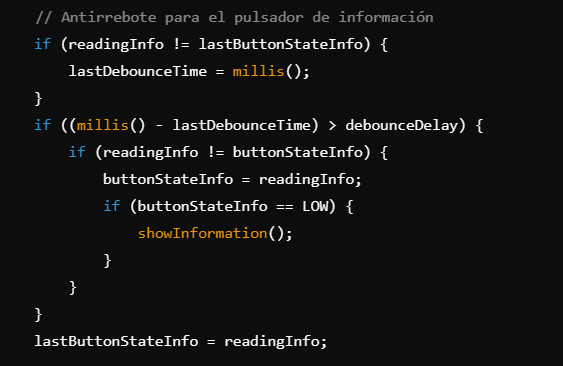 // Antirrebote para el pulsador de información
if (readingInfo != lastButtonStateInfo) {
lastDebounceTime = millis();
}
if ((millis() - lastDebounceTime) > debounceDelay) {
if (readingInfo != buttonStateInfo) {
buttonStateInfo = readingInfo;
if (buttonStateInfo == LOW) {
showInformation();
}
}
}
lastButtonStateInfo = readingInfo;